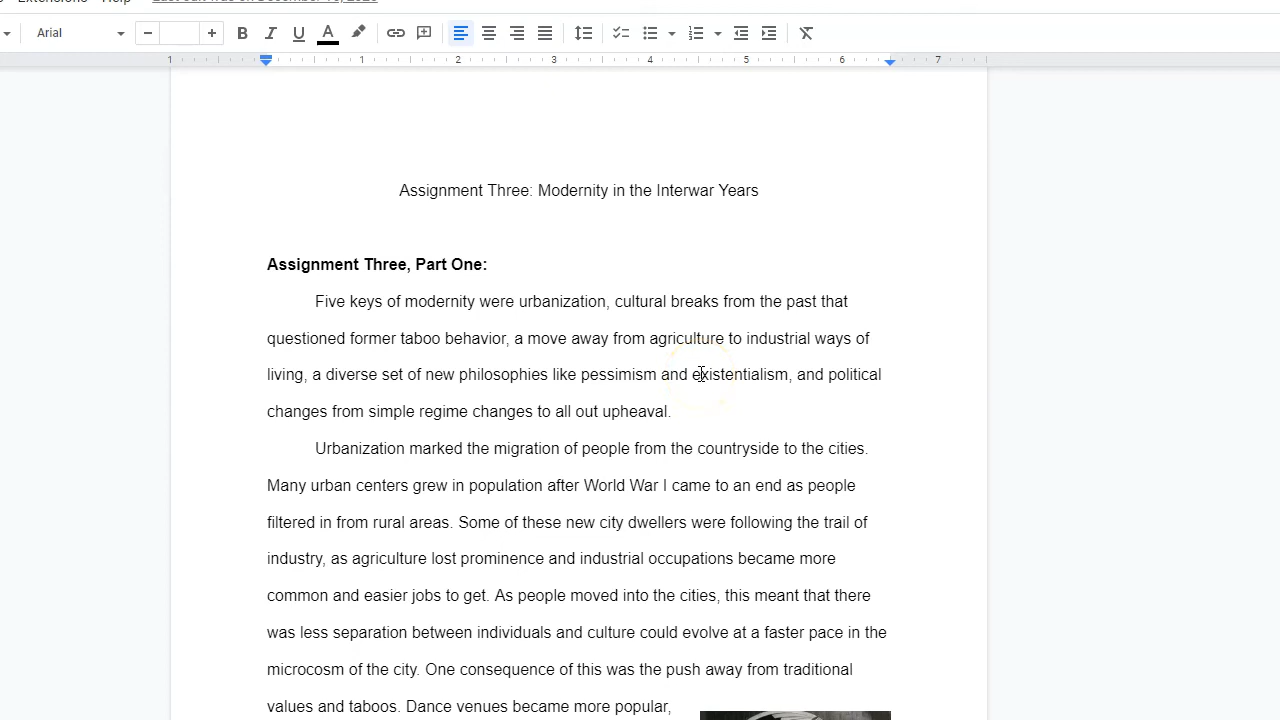 Arial
1 1 2 3 4 5 6 7
Assignment Three: Modernity in the Interwar Years
Assignment Three, Part One:
Five keys of modernity were urbanization, cultural breaks from the past that
questioned former taboo behavior, a move away from agriculture to industrial ways of
living, a diverse set of new philosophies like pessimism and existentialism, and political
changes from simple regime changes to all out upheaval.
Urbanization marked the migration of people from the countryside to the cities.
Many urban centers grew in population after World War I came to an end as people
filtered in from rural areas. Some of these new city dwellers were following the trail of
industry, as agriculture lost prominence and industrial occupations became more
common and easier jobs to get. As people moved into the cities, this meant that there
was less separation between individuals and culture could evolve at a faster pace in the
microcosm of the city. One consequence of this was the push away from traditional
values and taboos. Dance venues became more popular,